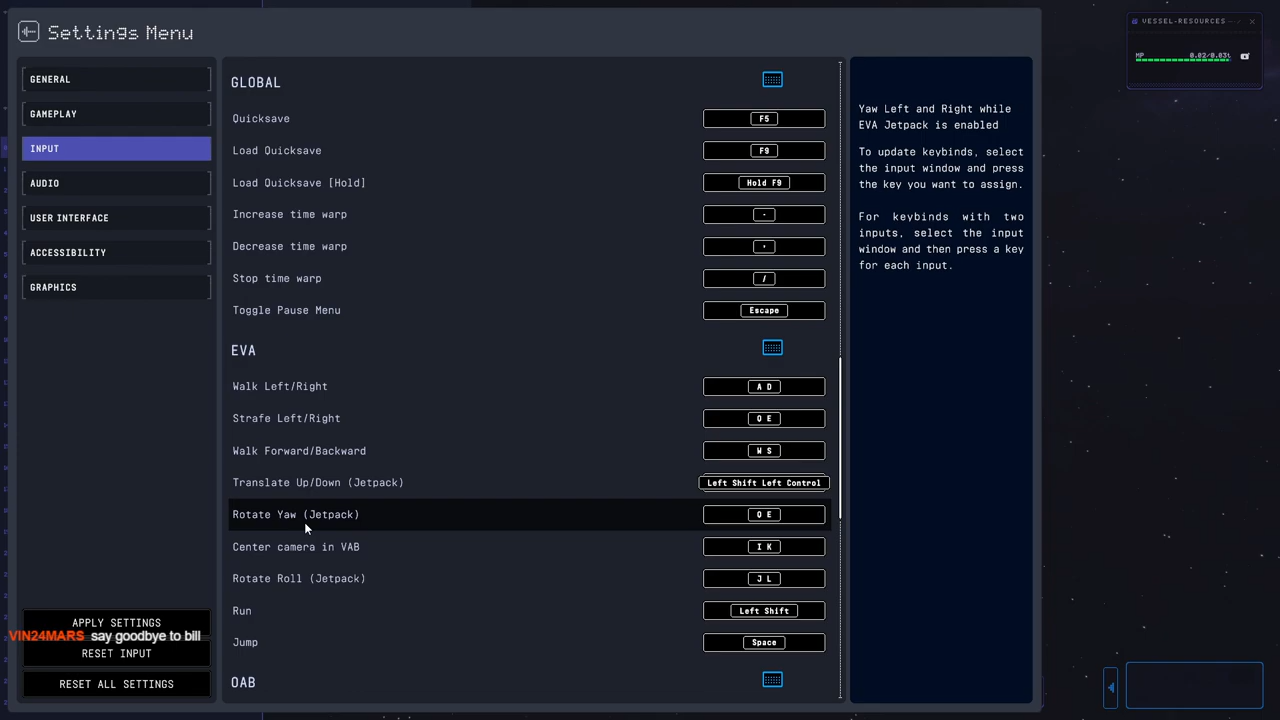 Settings Menu
VESSEL-RESOURCES
MP 0.02/0.03t
GENERAL
GAMEPLAY
INPUT
AUDIO
USER INTERFACE
ACCESSIBILITY
GRAPHICS
APPLY SETTINGS
VIN24MARS say goodbye to bill
RESET INPUT
RESET ALL SETTINGS
GLOBAL
Quicksave F5
Load Quicksave F9
Load Quicksave [Hold] Hold F9
Increase time warp .
Decrease time warp ,
Stop time warp /
Toggle Pause Menu Escape
EVA
Walk Left/Right A D
Strafe Left/Right Q E
Walk Forward/Backward W S
Translate Up/Down (Jetpack) Left Shift Left Control
Rotate Yaw (Jetpack) Q E
Center camera in VAB I K
Rotate Roll (Jetpack) J L
Run Left Shift
Jump Space
OAB
Yaw Left and Right while
EVA Jetpack is enabled
To update keybinds, select
the input window and press
the key you want to assign.
For keybinds with two
inputs, select the input
window and then press a key
for each input.